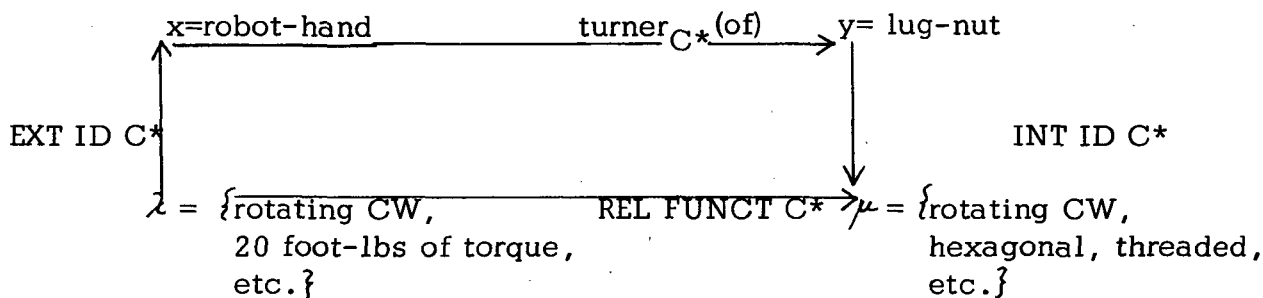 x=robot-hand turner C* (of) y= lug-nut
EXT ID C* INT ID C*
λ = {rotating CW, REL FUNCT C* μ = {rotating CW,
20 foot-lbs of torque, hexagonal, threaded,
etc.} etc.}